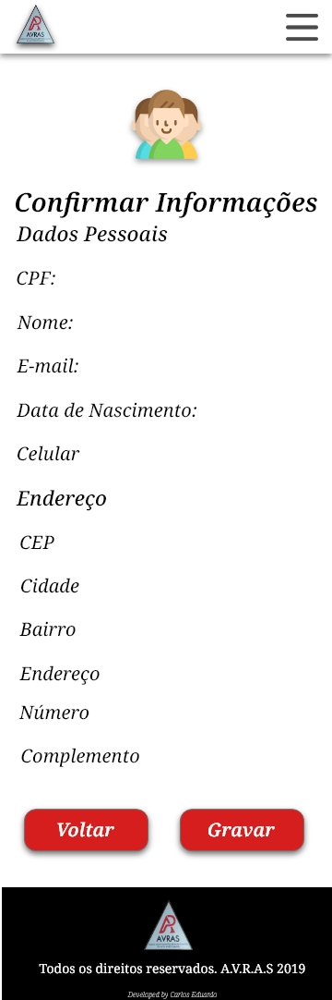 AVRAS
Confirmar Informações
Dados Pessoais
CPF:
Nome:
E-mail:
Data de Nascimento:
Celular
Endereço
CEP
Cidade
Bairro
Endereço
Número
Complemento
Voltar
Gravar
AVRAS
Todos os direitos reservados. A.V.R.A.S 2019
Developed by Carlos Eduardo